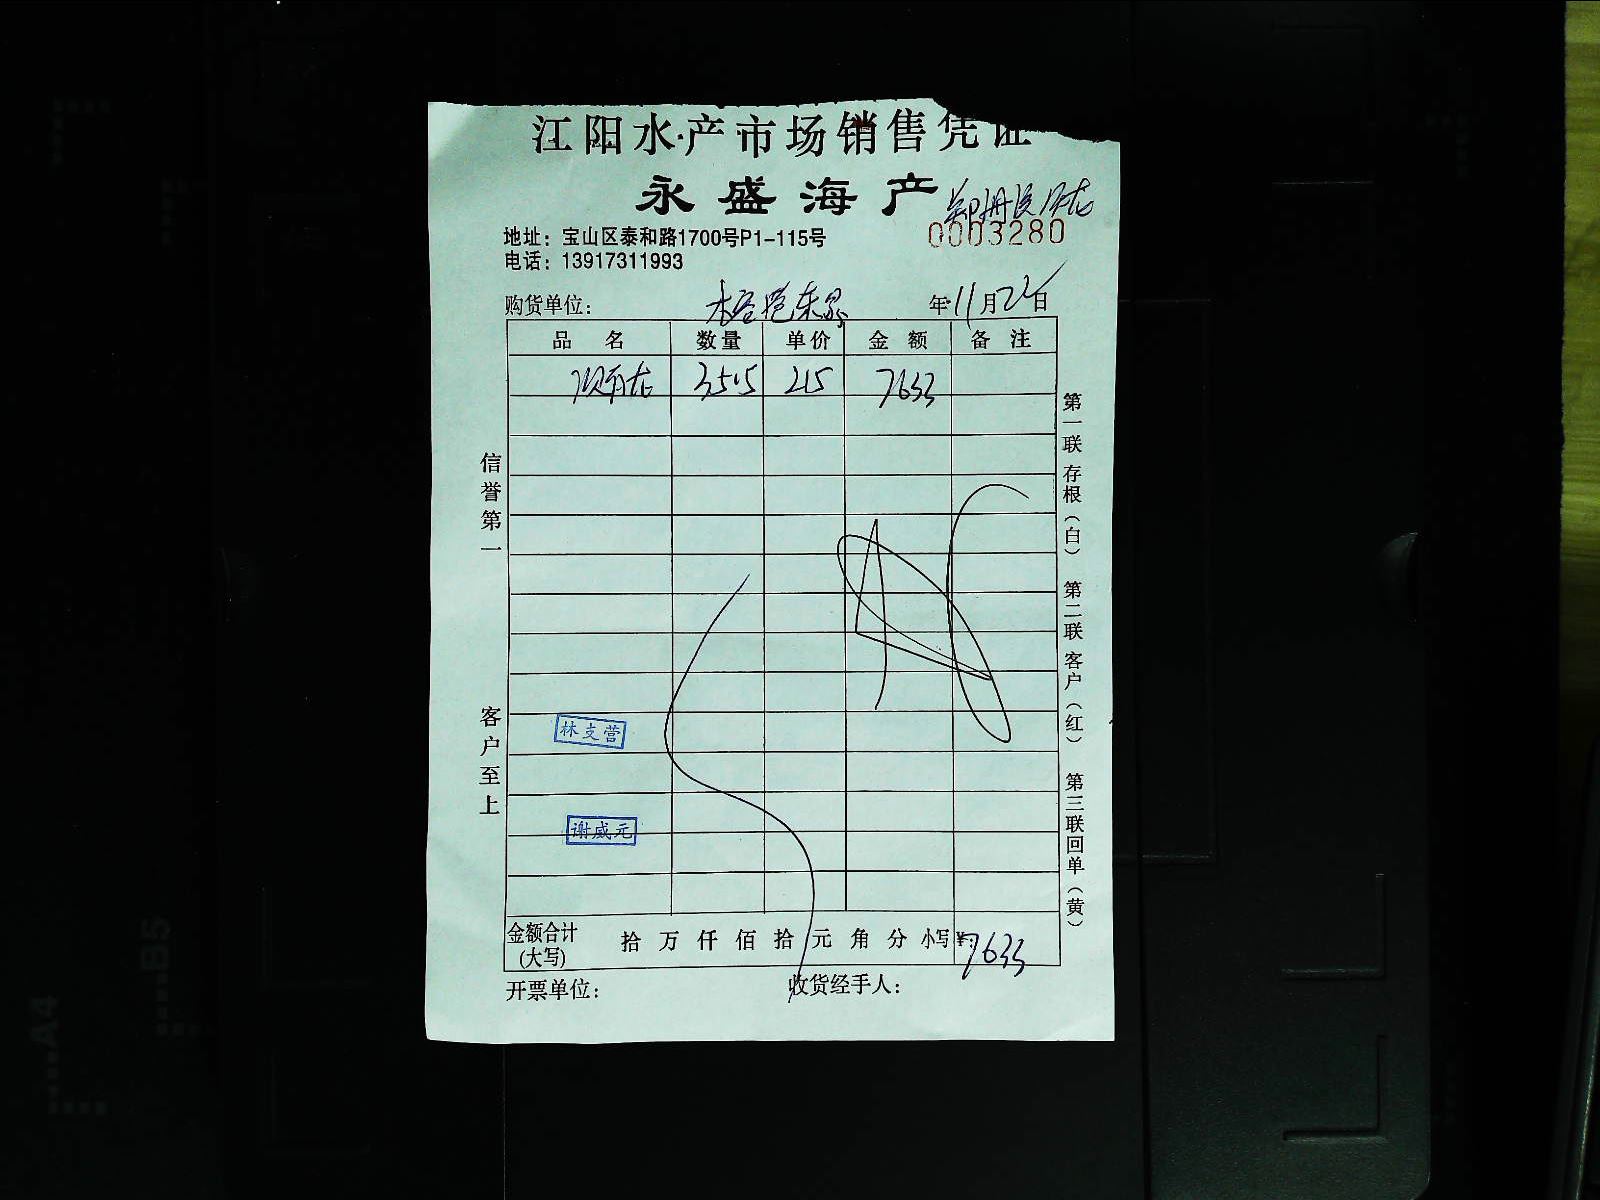 江阳水产市场销售凭证
永盛海产
0003280
地址：宝山区泰和路1700号P1-115号
电话：13917311993
购货单位： 年11月22日
品名 数量 单价 金额 备注
35.5 215 7633
信誉第一
客户至上
林支营
谢威元
第一联 存根（白） 第二联 客户（红） 第三联 回单（黄）
金额合计（大写） 拾 万 仟 佰 拾 元 角 分 小写¥：7633
开票单位： 收货经手人：
B5
A4